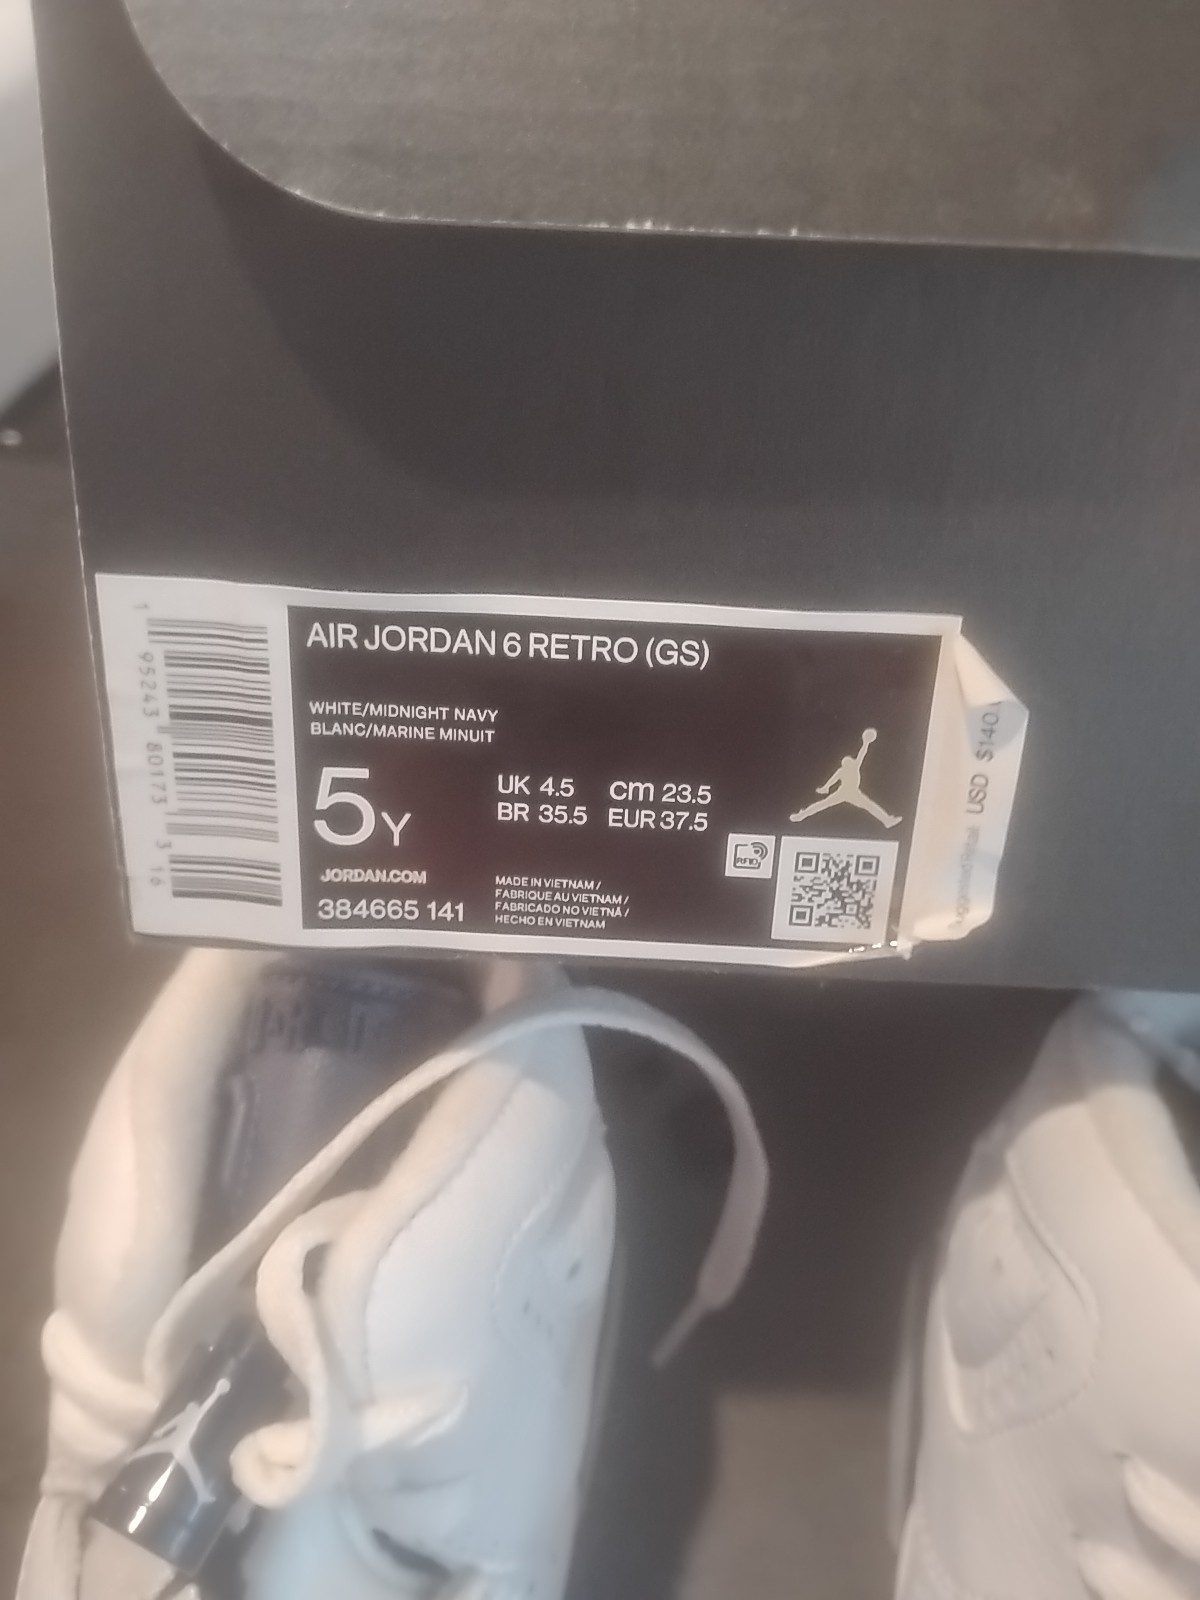 AIR JORDAN 6 RETRO (GS)
WHITE/MIDNIGHT NAVY
BLANC/MARINE MINUIT
5Y
UK 4.5 cm 23.5
BR 35.5 EUR 37.5
RFID
JORDAN.COM
384665 141
MADE IN VIETNAM /
FABRIQUE AU VIETNAM /
FABRICADO NO VIETNÃ /
HECHO EN VIETNAM
1 95243 80173 3 16
Retail USD $140.